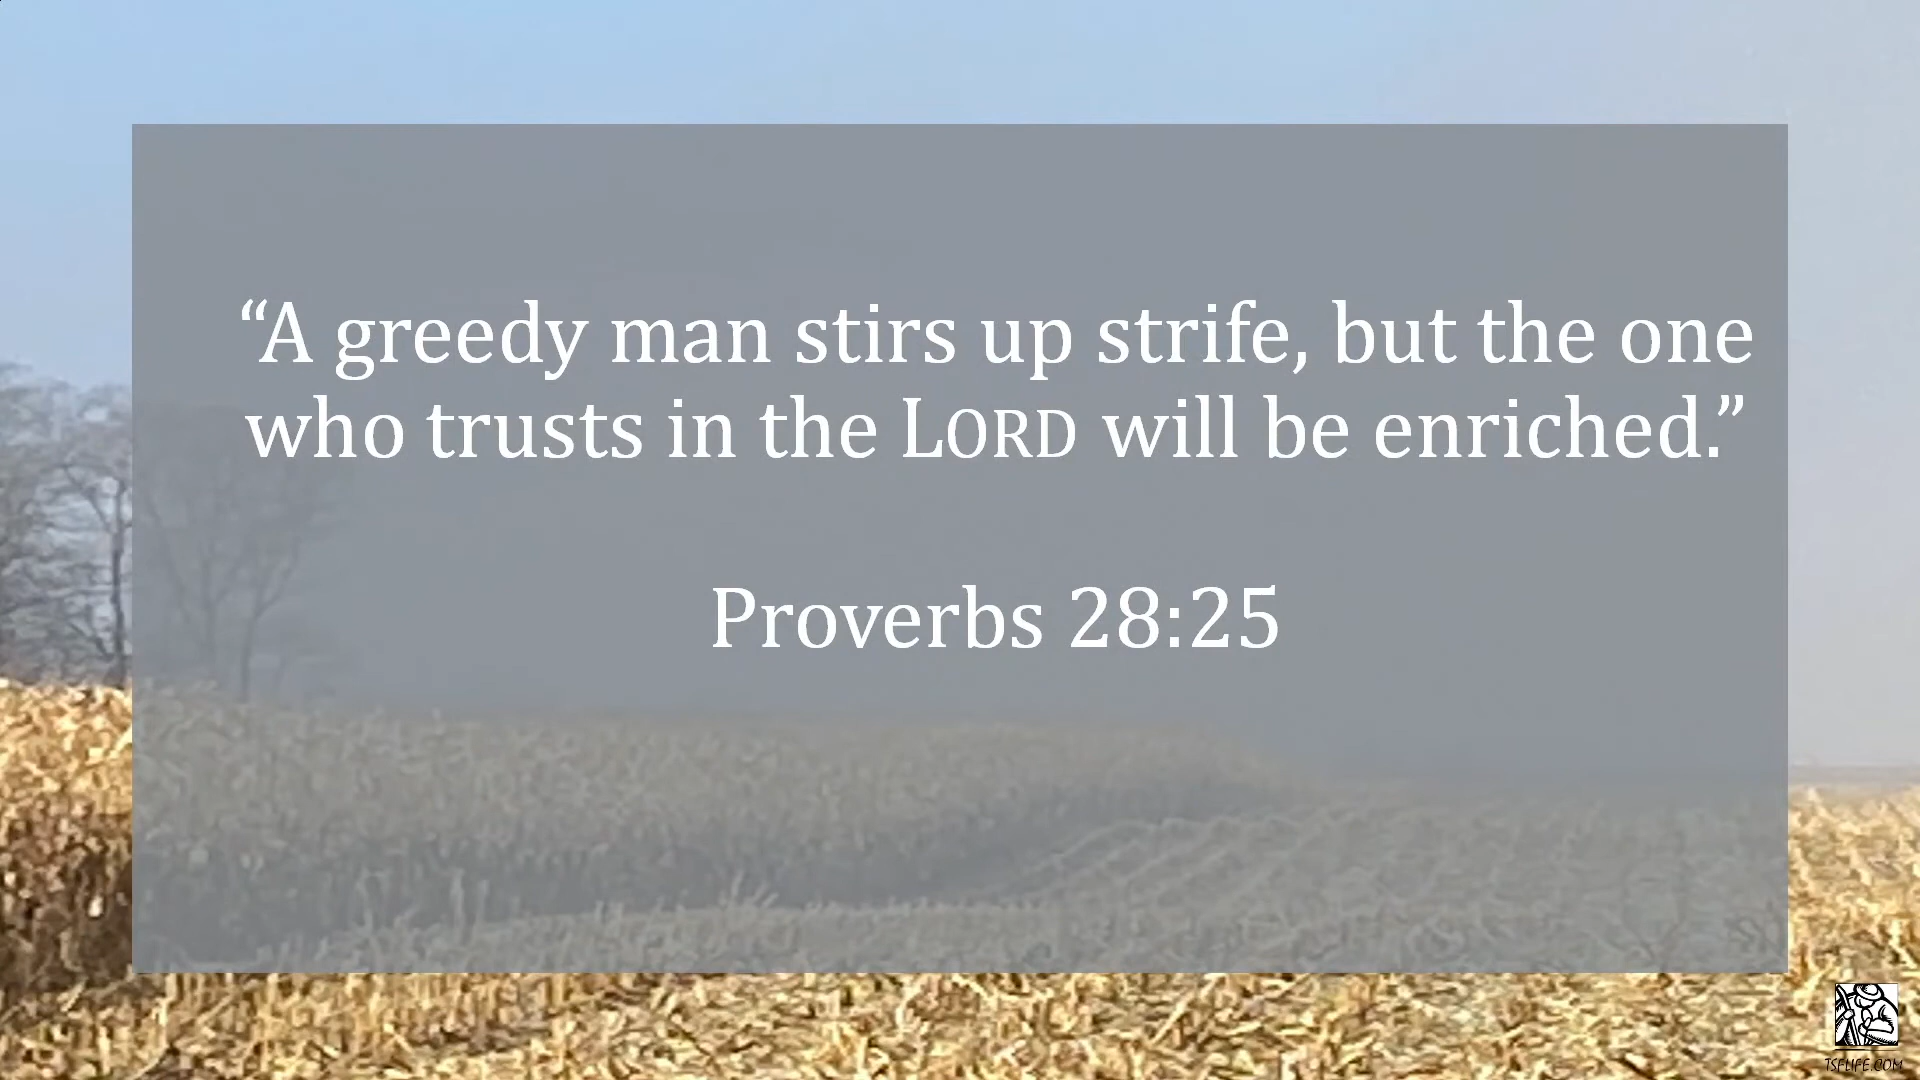 “A greedy man stirs up strife, but the one
who trusts in the LORD will be enriched.”
Proverbs 28:25
TSFLIFE.COM